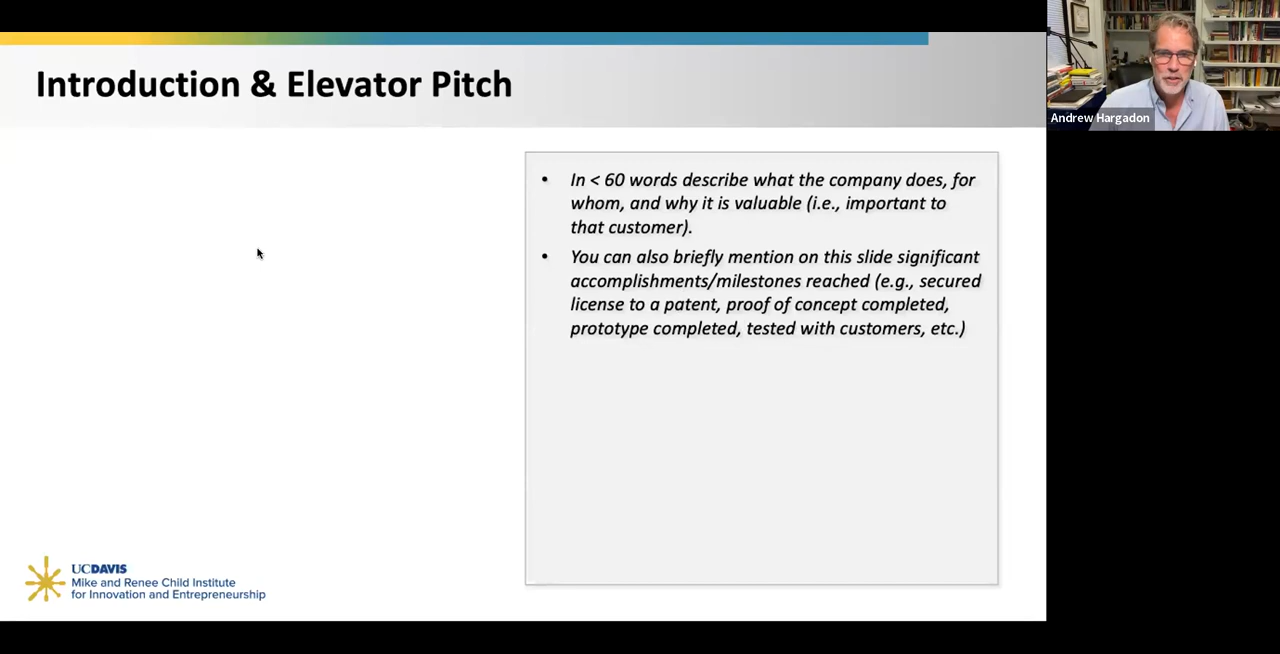 Introduction & Elevator Pitch
• In < 60 words describe what the company does, for
whom, and why it is valuable (i.e., important to
that customer).
• You can also briefly mention on this slide significant
accomplishments/milestones reached (e.g., secured
license to a patent, proof of concept completed,
prototype completed, tested with customers, etc.)
UCDAVIS
Mike and Renee Child Institute
for Innovation and Entrepreneurship
Andrew Hargadon